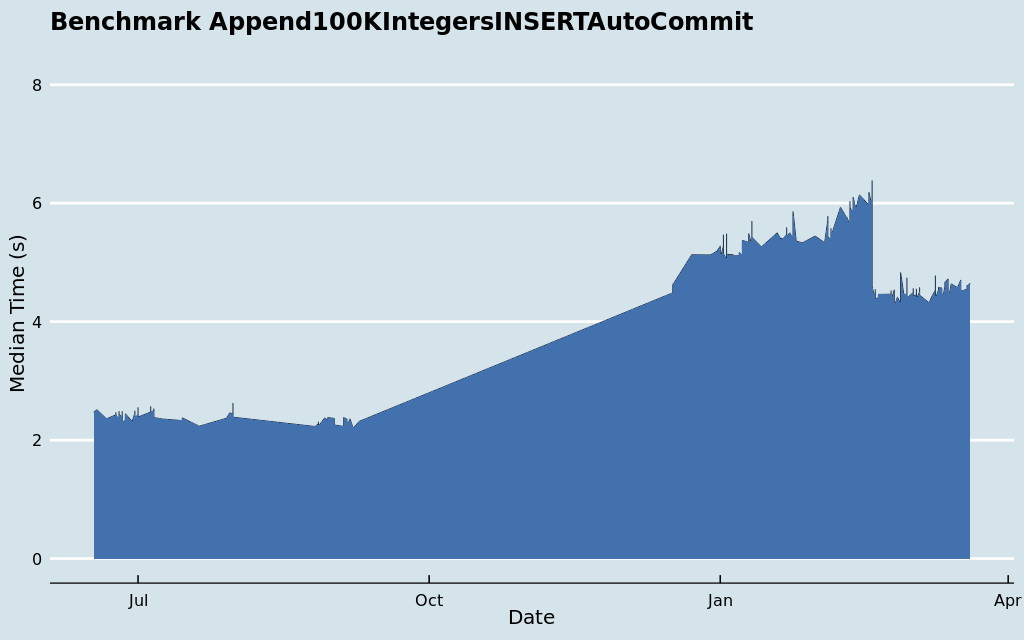 Benchmark Append100KIntegersINSERTAutoCommit
8
6
4
2
0
Median Time (s)
Jul
Oct
Jan
Apr
Date